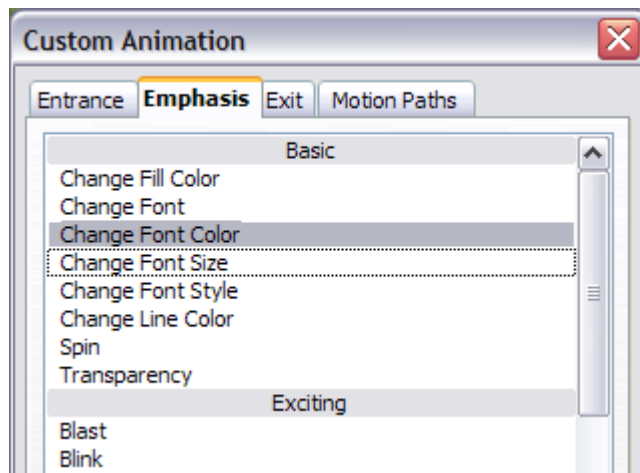 Custom Animation
Entrance Emphasis Exit Motion Paths
Basic
Change Fill Color
Change Font
Change Font Color
Change Font Size
Change Font Style
Change Line Color
Spin
Transparency
Exciting
Blast
Blink